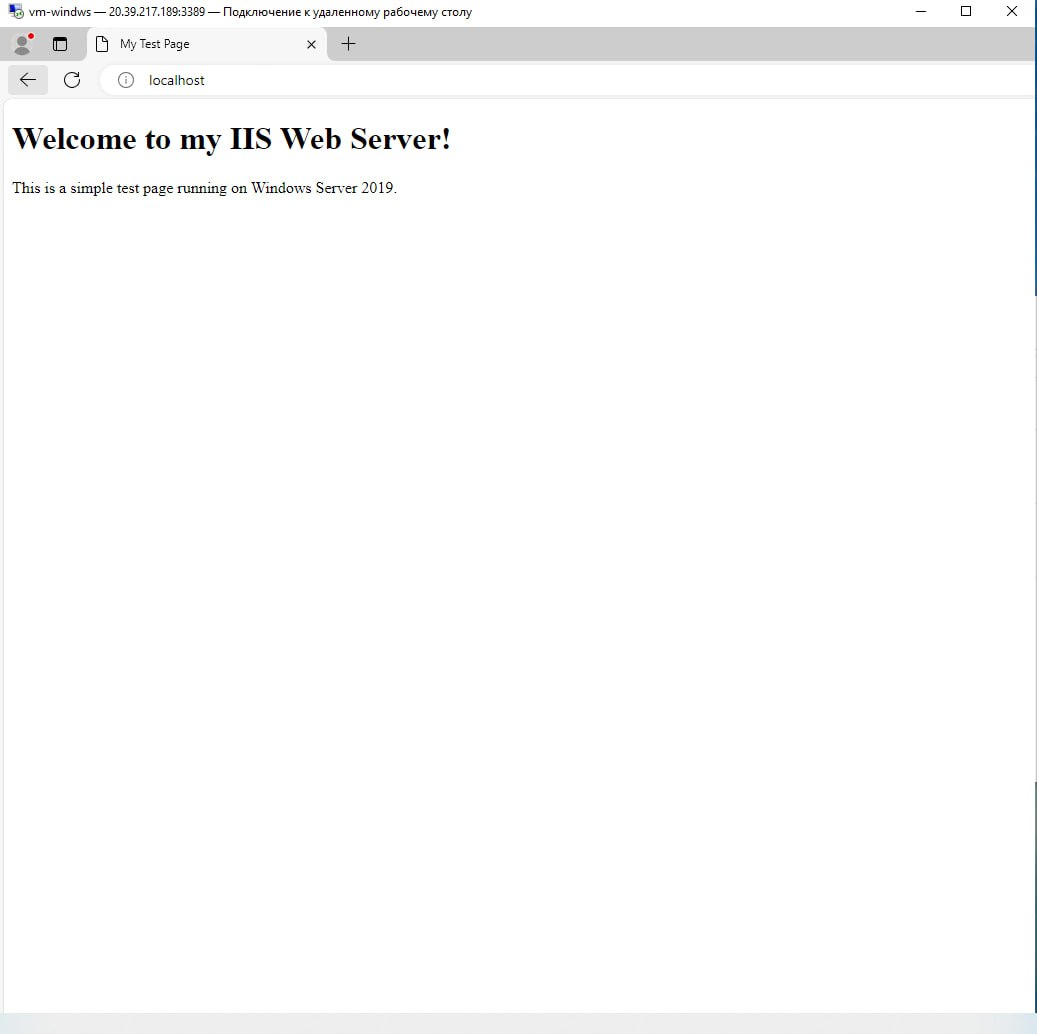 vm-windws — 20.39.217.189:3389 — Подключение к удаленному рабочему столу
My Test Page
localhost
Welcome to my IIS Web Server!
This is a simple test page running on Windows Server 2019.